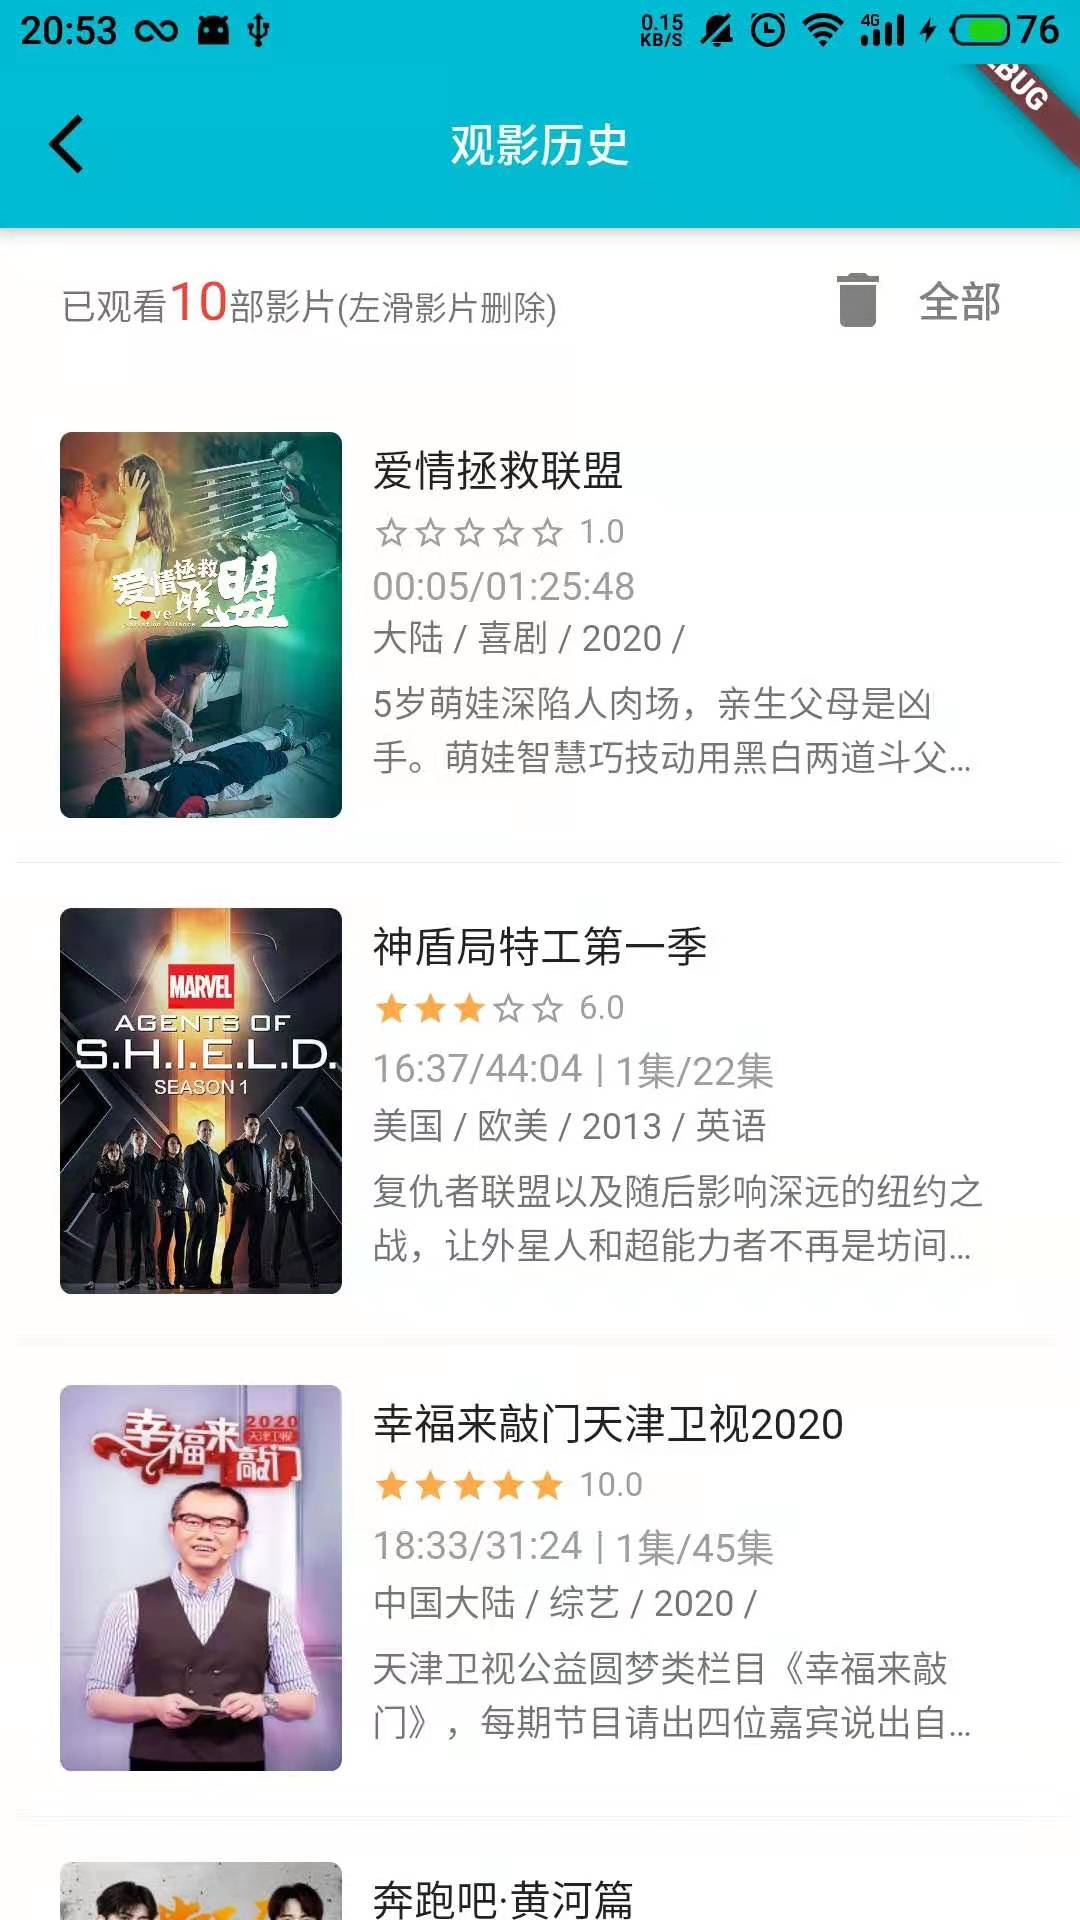 20:53
0.15
KB/S
4G
76
BUG
观影历史
已观看10部影片(左滑影片删除)
全部
爱情拯救联盟
Love
爱情拯救联盟
1.0
00:05/01:25:48
大陆 / 喜剧 / 2020 /
5岁萌娃深陷人肉场，亲生父母是凶
手。萌娃智慧巧技动用黑白两道斗父…
MARVEL
AGENTS OF
S.H.I.E.L.D.
SEASON 1
神盾局特工第一季
6.0
16:37/44:04 | 1集/22集
美国 / 欧美 / 2013 / 英语
复仇者联盟以及随后影响深远的纽约之
战，让外星人和超能力者不再是坊间…
幸福来敲门
2020
天津卫视
幸福来敲门天津卫视2020
10.0
18:33/31:24 | 1集/45集
中国大陆 / 综艺 / 2020 /
天津卫视公益圆梦类栏目《幸福来敲
门》，每期节目请出四位嘉宾说出自…
奔跑吧·黄河篇